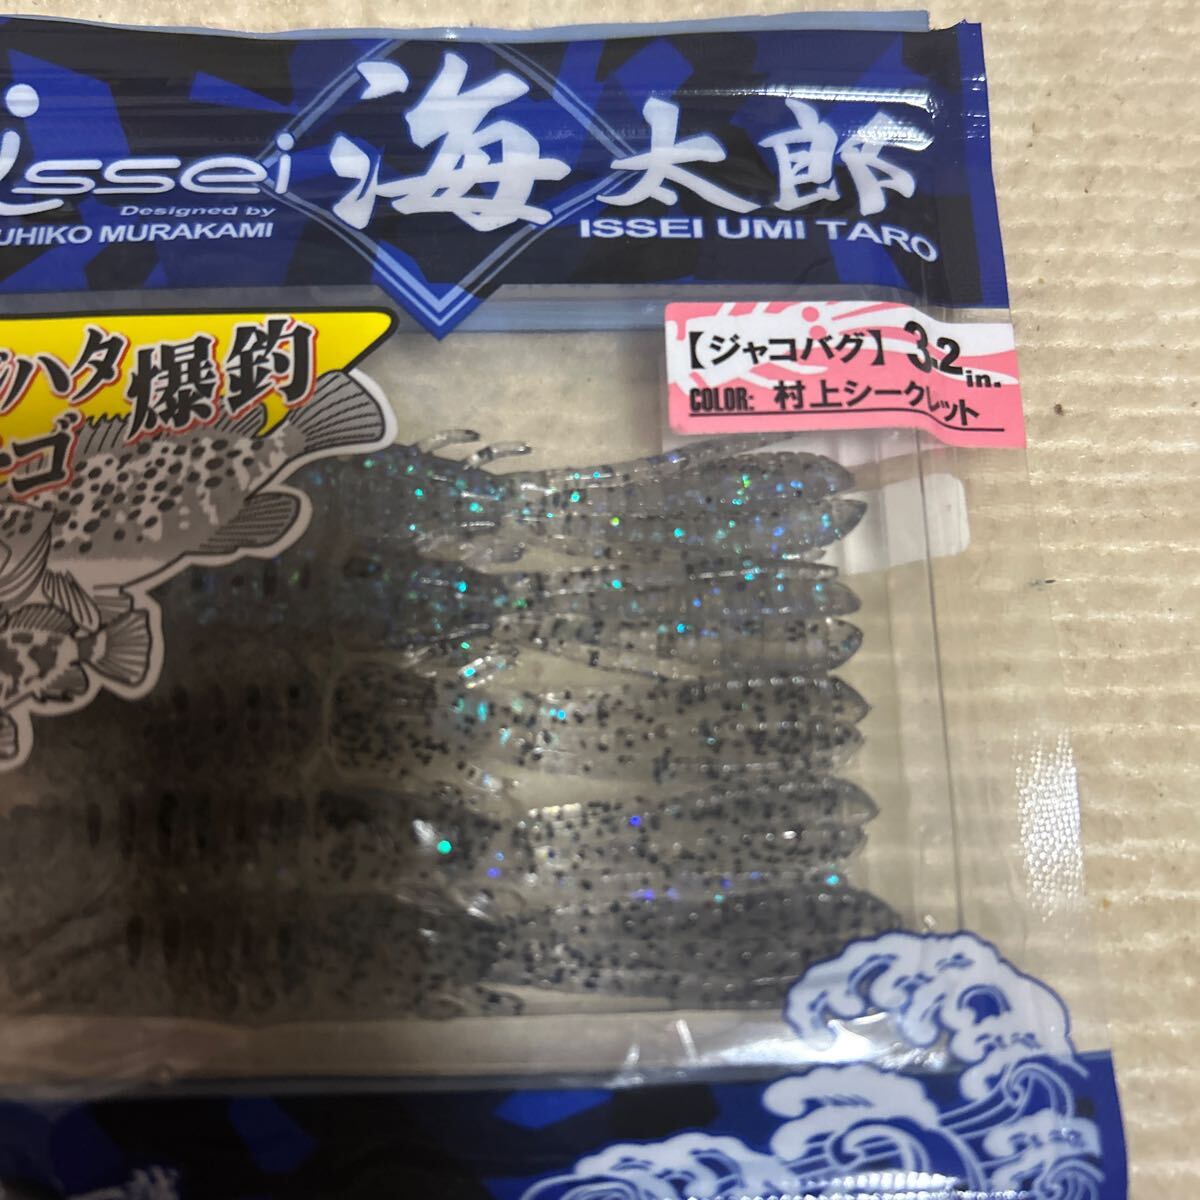 issei 海太郎
Designed by
UHIKO MURAKAMI
ISSEI UMI TARO
【ジャコバグ】 3.2in.
COLOR: 村上シークレット
ハタ
爆釣
ゴ